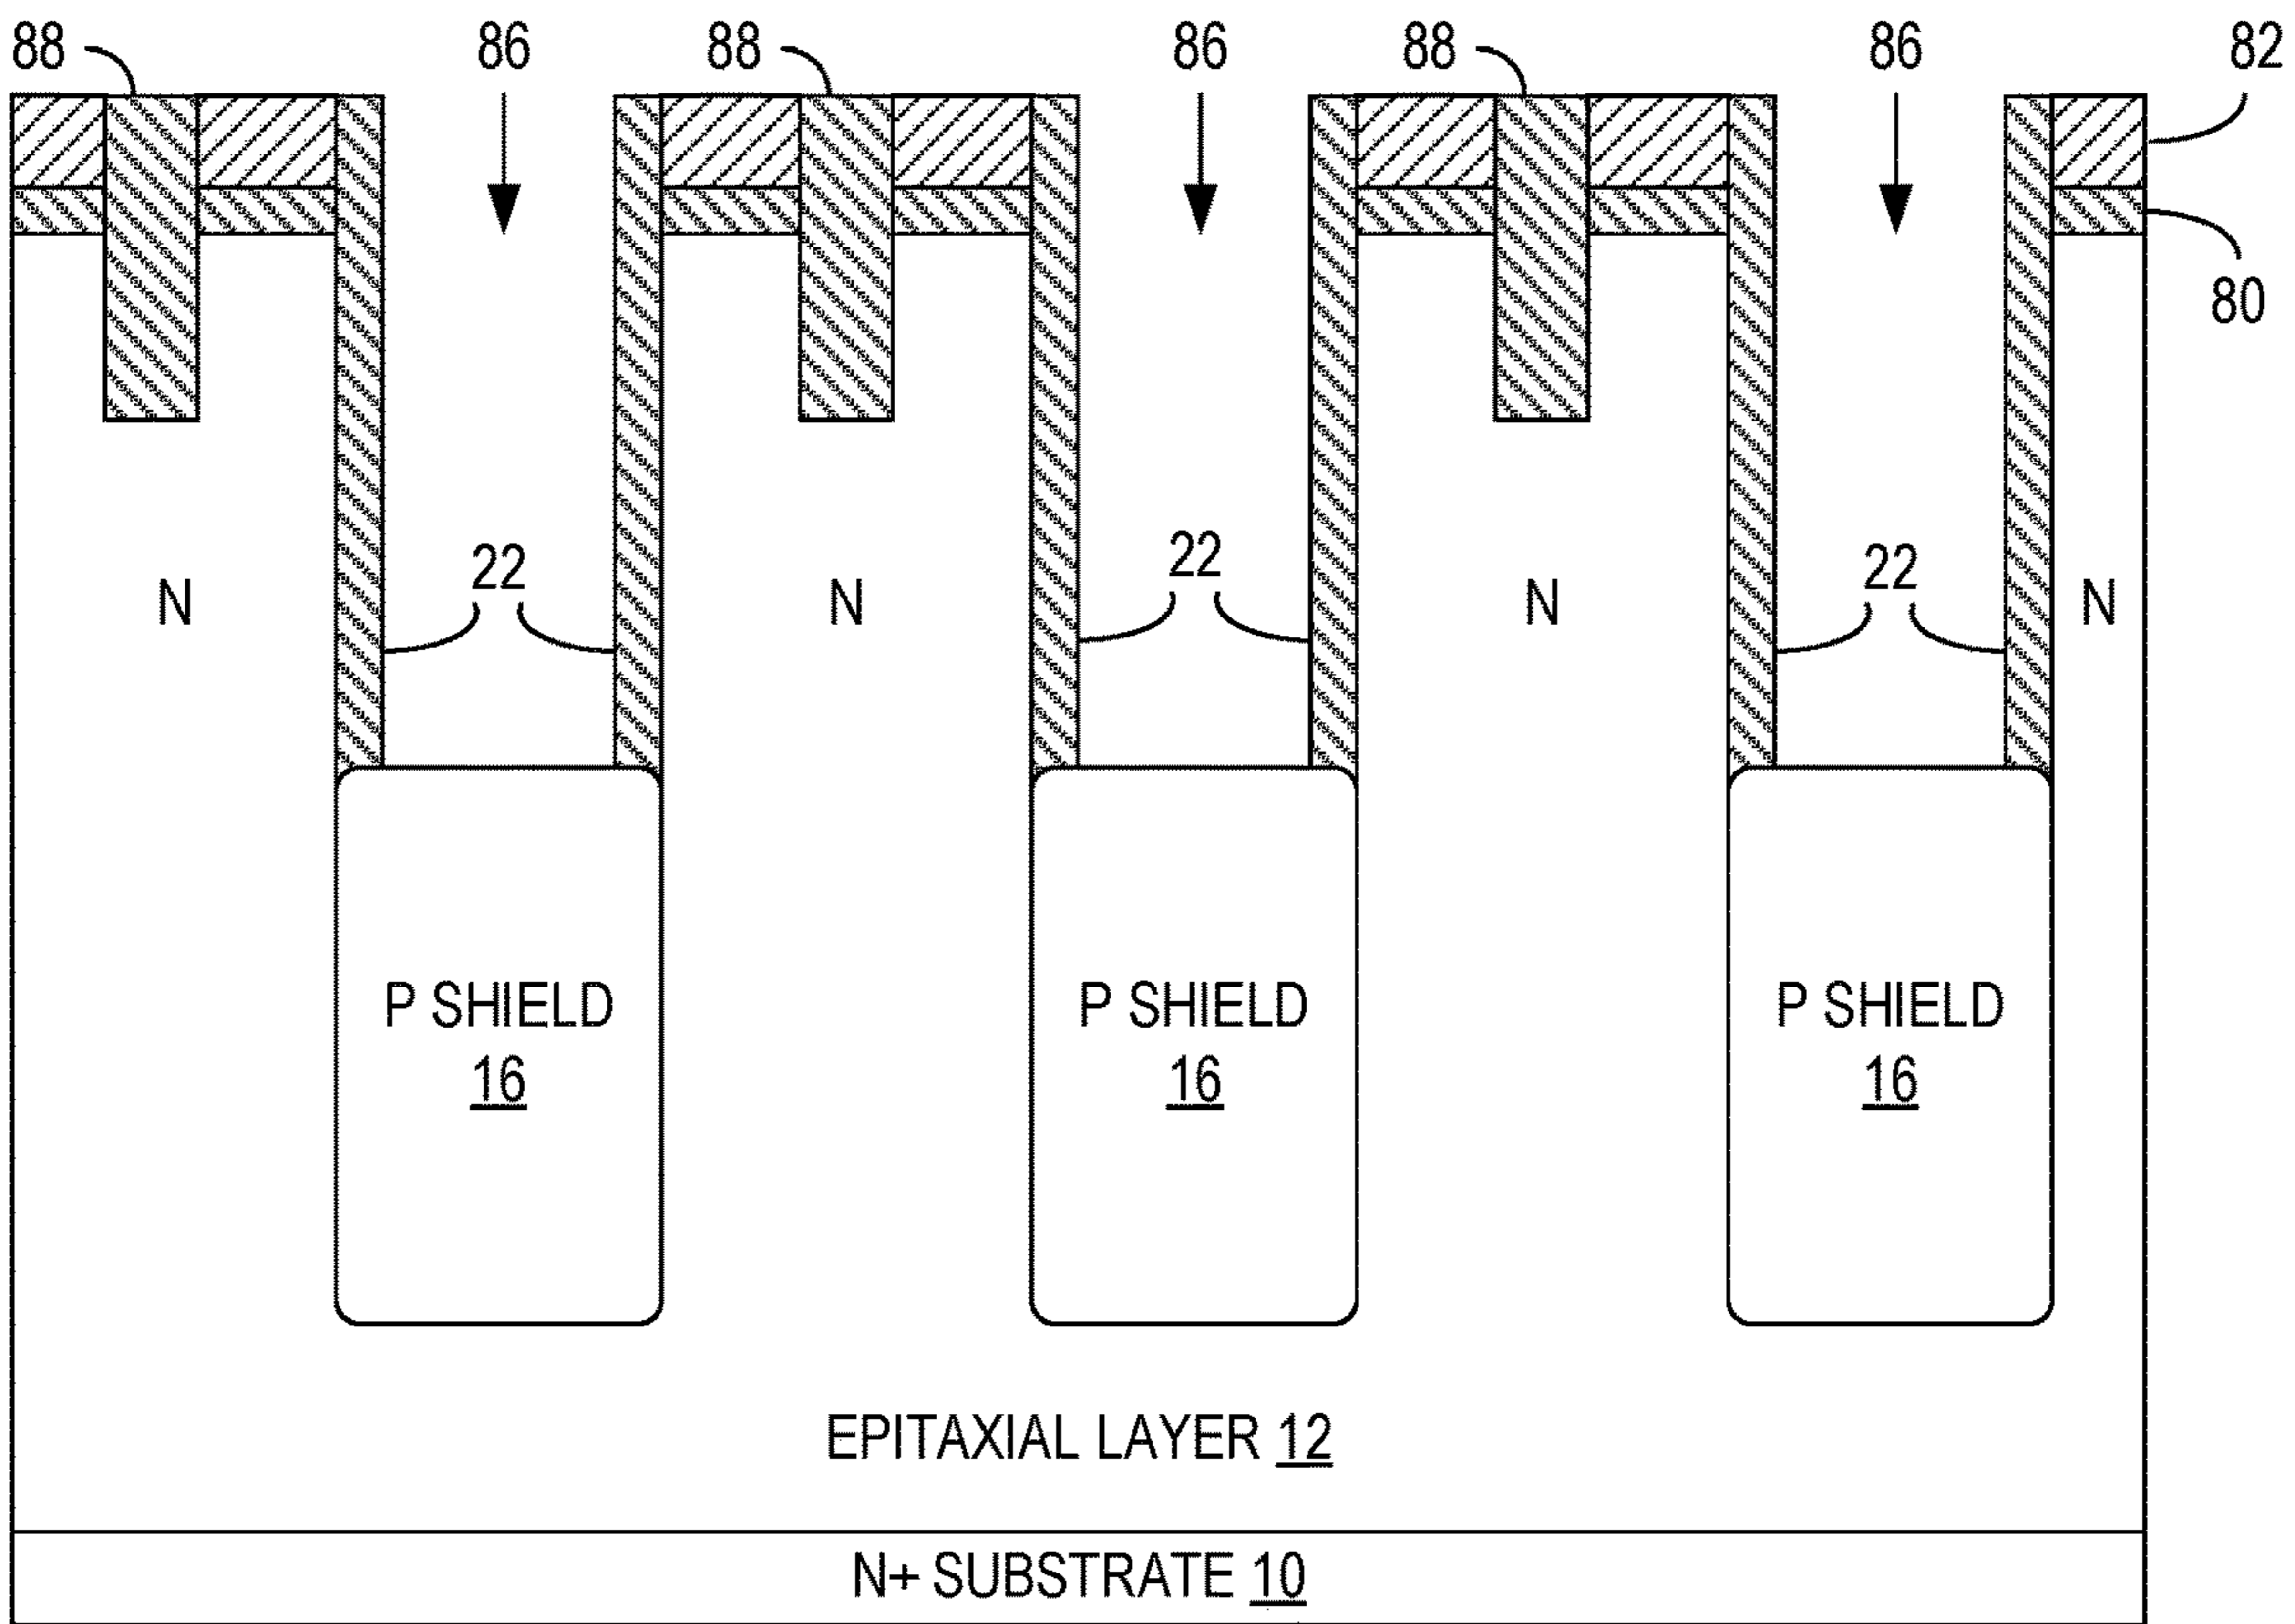 88 86 88 86 88 86 82
80
22 22 22
N N N N
P SHIELD P SHIELD P SHIELD
16 16 16
EPITAXIAL LAYER 12
N+ SUBSTRATE 10